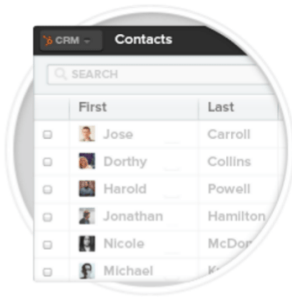 CRM Contacts
SEARCH
First Last
Jose Carroll
Dorthy Collins
Harold Powell
Jonathan Hamilton
Nicole
Michael